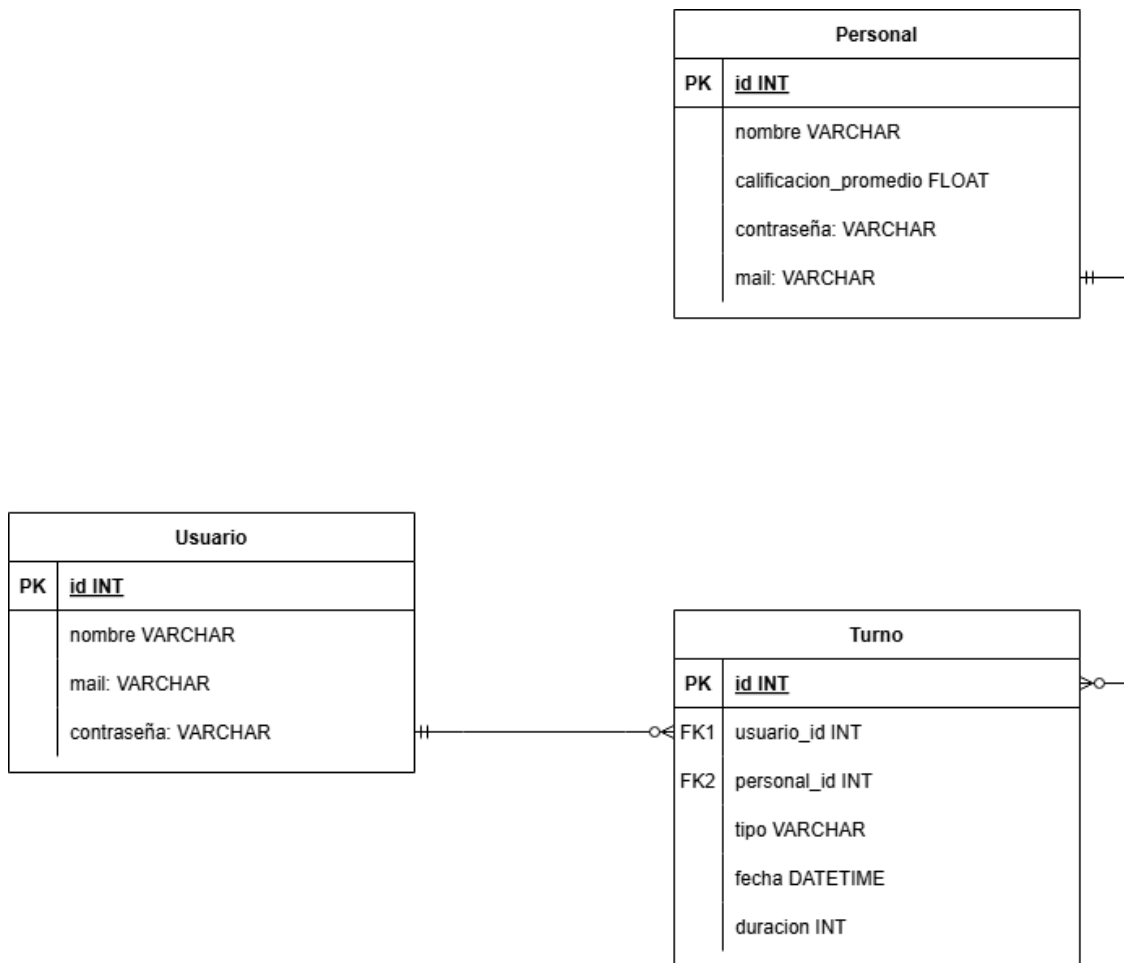 Personal
PK id INT
nombre VARCHAR
calificacion_promedio FLOAT
contraseña: VARCHAR
mail: VARCHAR
Usuario
PK id INT
nombre VARCHAR
mail: VARCHAR
contraseña: VARCHAR
Turno
PK id INT
FK1 usuario_id INT
FK2 personal_id INT
tipo VARCHAR
fecha DATETIME
duracion INT